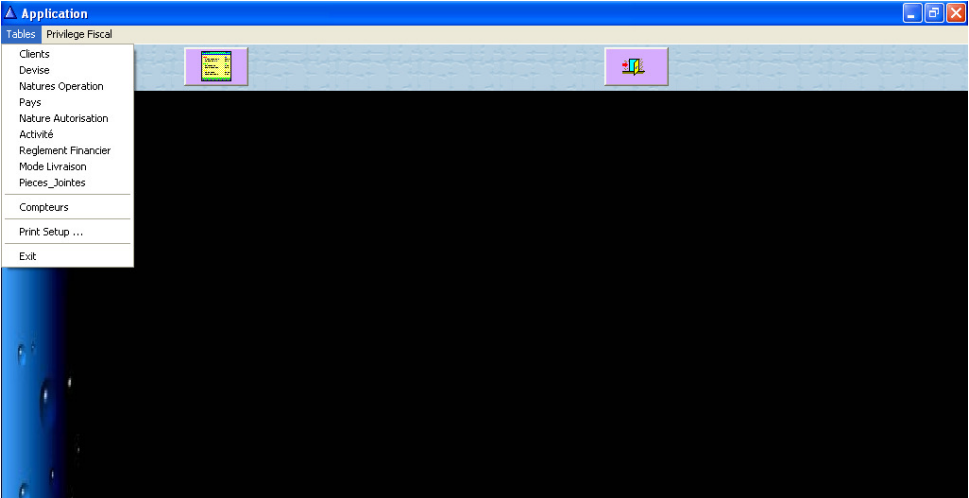 Application
Tables Privilege Fiscal
Clients
Devise
Natures Operation
Pays
Nature Autorisation
Activité
Reglement Financier
Mode Livraison
Pieces_Jointes
Compteurs
Print Setup ...
Exit